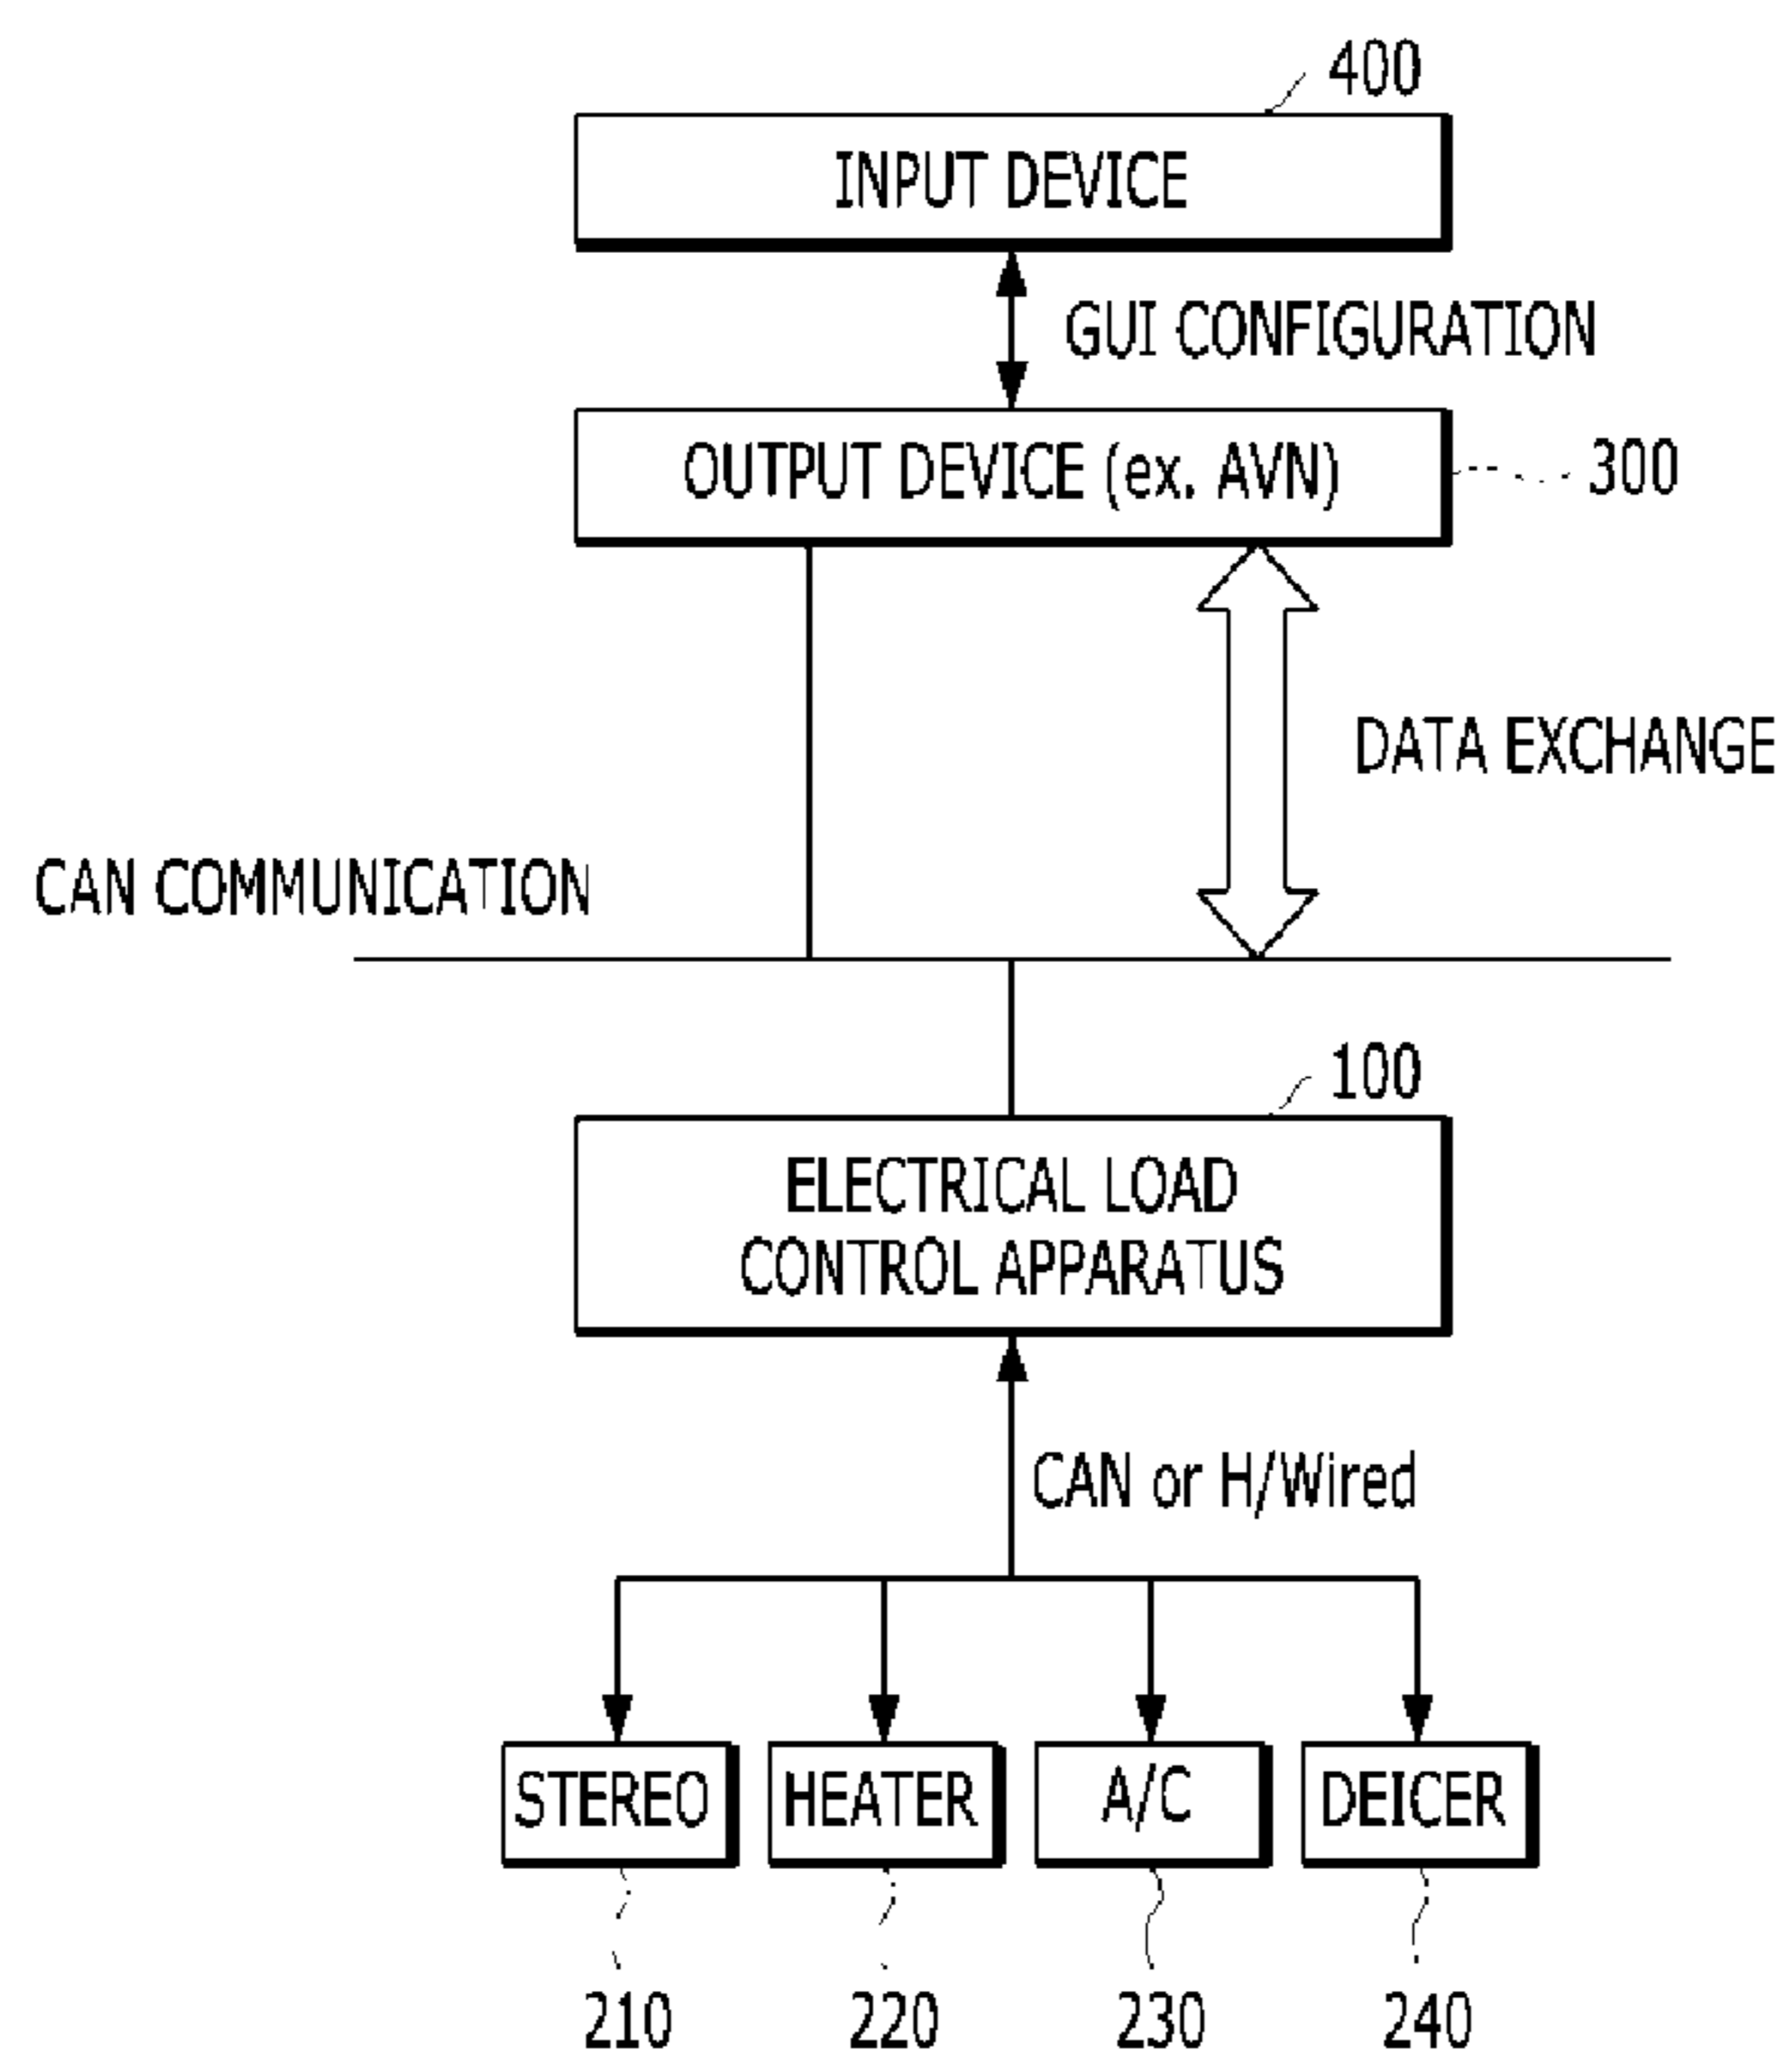 400
INPUT DEVICE
GUI CONFIGURATION
OUTPUT DEVICE (ex. AVN)
300
DATA EXCHANGE
CAN COMMUNICATION
100
ELECTRICAL LOAD
CONTROL APPARATUS
CAN or H/Wired
STEREO
HEATER
A/C
DEICER
210
220
230
240